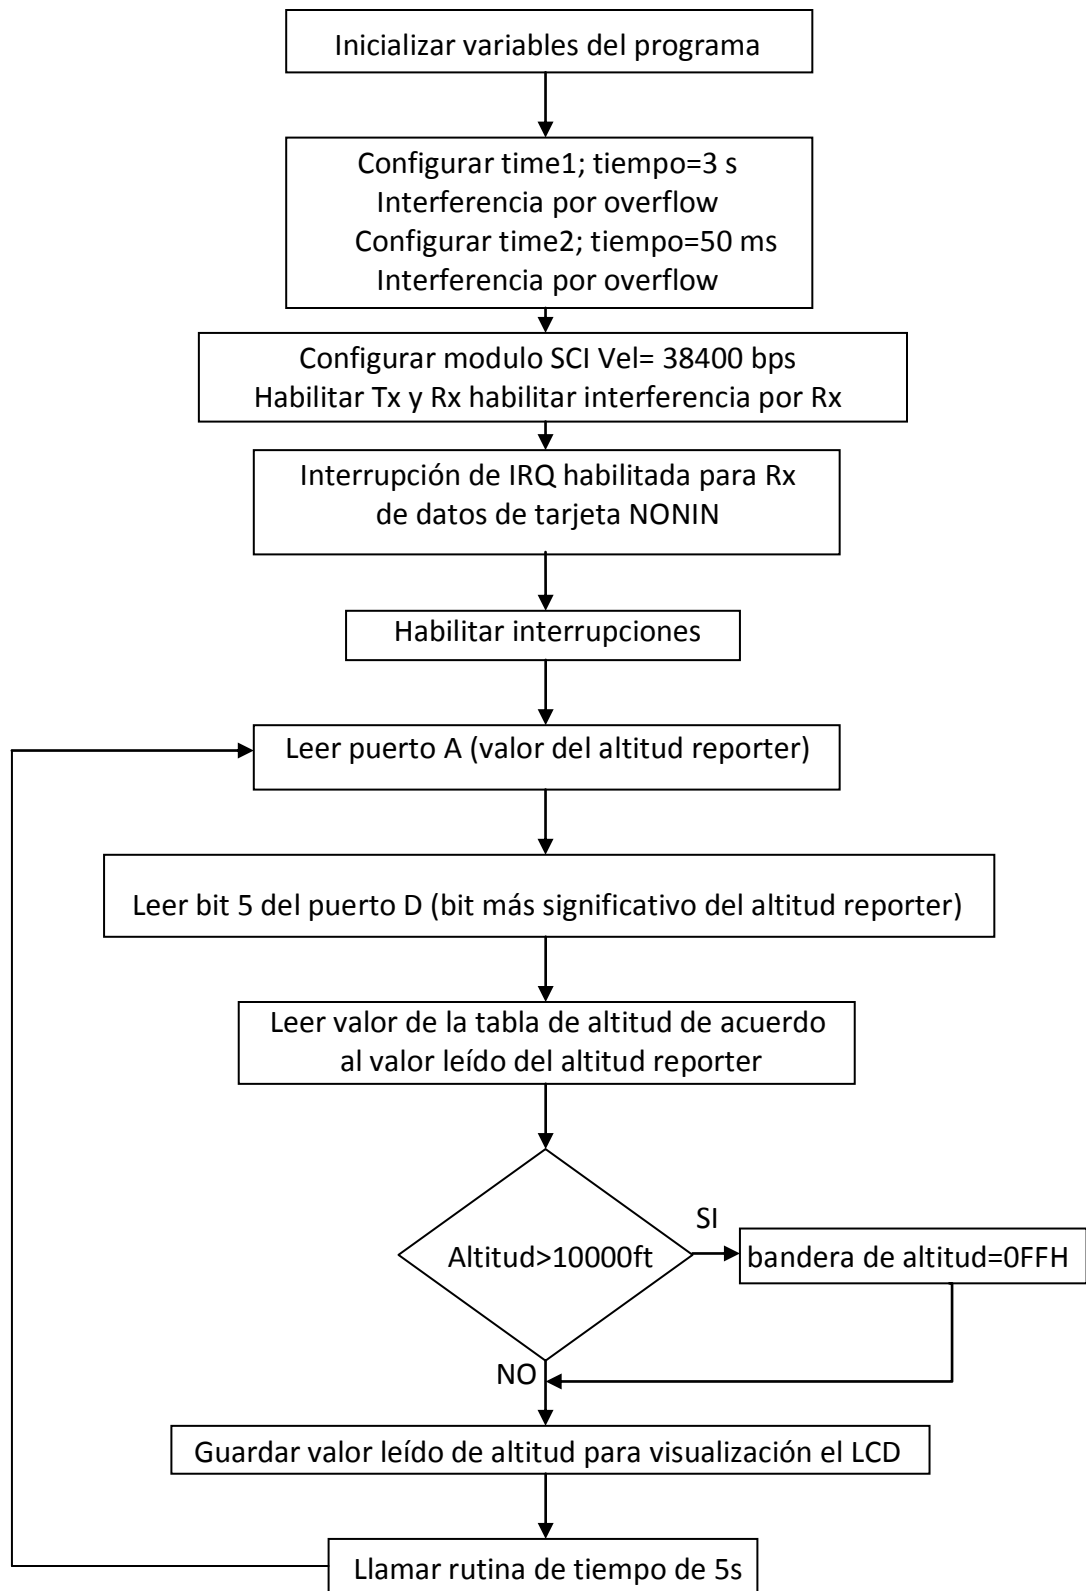 Inicializar variables del programa
Configurar time1; tiempo=3 s
Interferencia por overflow
Configurar time2; tiempo=50 ms
Interferencia por overflow
Configurar modulo SCI Vel= 38400 bps
Habilitar Tx y Rx habilitar interferencia por Rx
Interrupción de IRQ habilitada para Rx
de datos de tarjeta NONIN
Habilitar interrupciones
Leer puerto A (valor del altitud reporter)
Leer bit 5 del puerto D (bit más significativo del altitud reporter)
Leer valor de la tabla de altitud de acuerdo
al valor leído del altitud reporter
Altitud>10000ft
SI
bandera de altitud=0FFH
NO
Guardar valor leído de altitud para visualización el LCD
Llamar rutina de tiempo de 5s